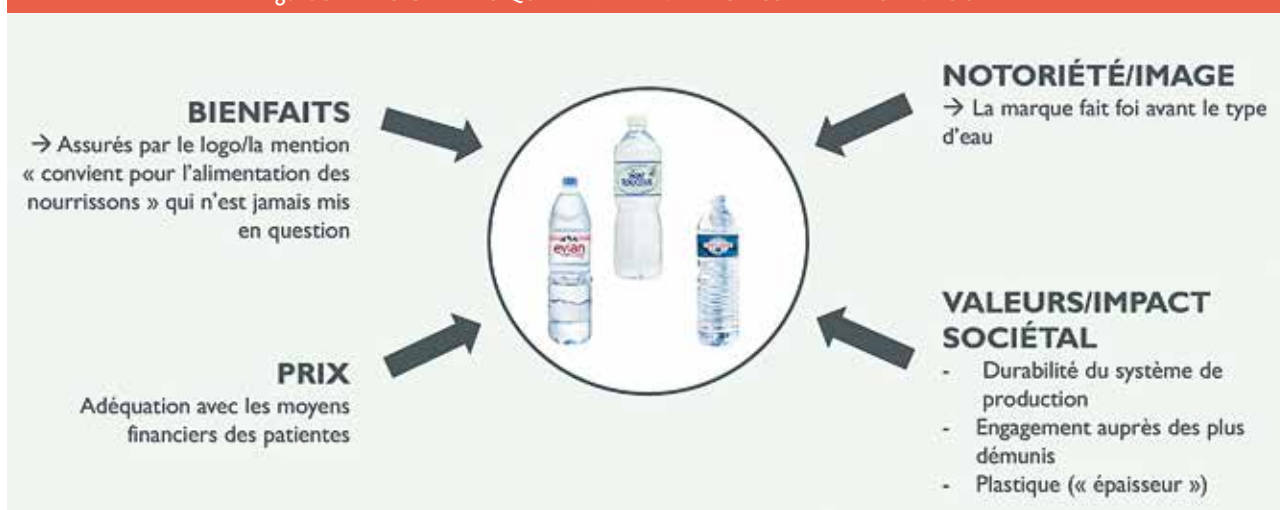 BIENFAITS
→ Assurés par le logo/la mention
« convient pour l'alimentation des
nourrissons » qui n'est jamais mis
en question
NOTORIÉTÉ/IMAGE
→ La marque fait foi avant le type
d'eau
evian
PRIX
Adéquation avec les moyens
financiers des patientes
VALEURS/IMPACT
SOCIÉTAL
- Durabilité du système de
production
- Engagement auprès des plus
démunis
- Plastique (« épaisseur »)